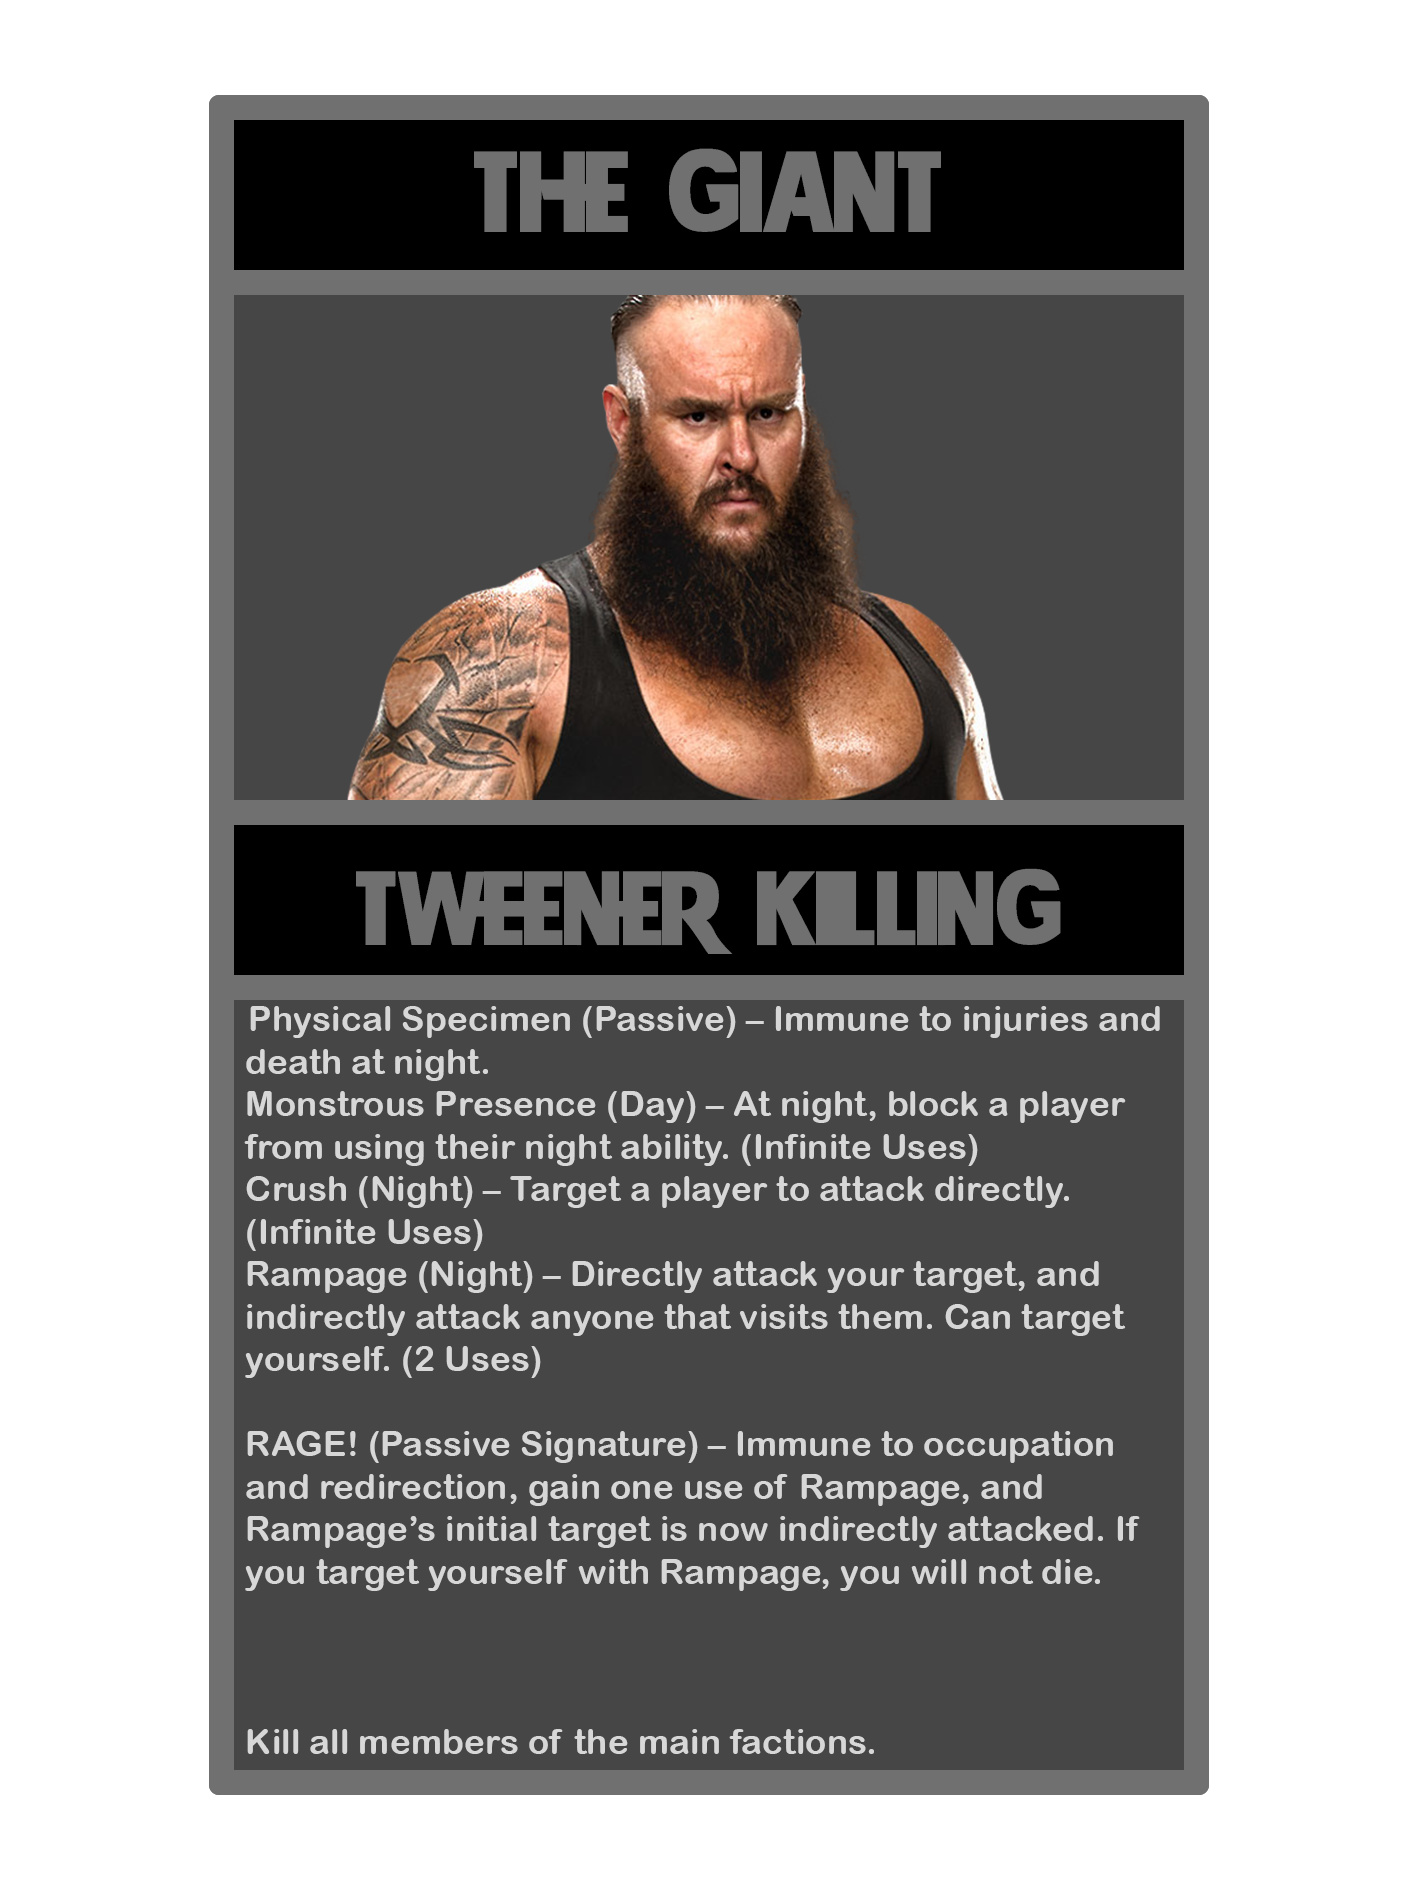 THE GIANT
TWEENER KILLING
Physical Specimen (Passive) – Immune to injuries and
death at night.
Monstrous Presence (Day) – At night, block a player
from using their night ability. (Infinite Uses)
Crush (Night) – Target a player to attack directly.
(Infinite Uses)
Rampage (Night) – Directly attack your target, and
indirectly attack anyone that visits them. Can target
yourself. (2 Uses)
RAGE! (Passive Signature) – Immune to occupation
and redirection, gain one use of Rampage, and
Rampage’s initial target is now indirectly attacked. If
you target yourself with Rampage, you will not die.
Kill all members of the main factions.